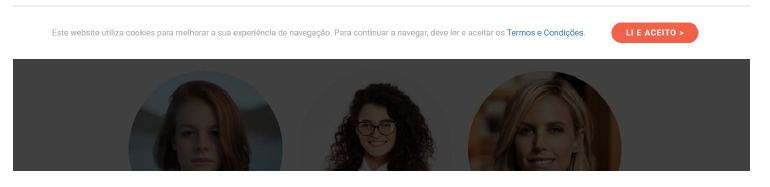 Este website utiliza cookies para melhorar a sua experiência de navegação. Para continuar a navegar, deve ler e aceitar os Termos e Condições.
LI E ACEITO >